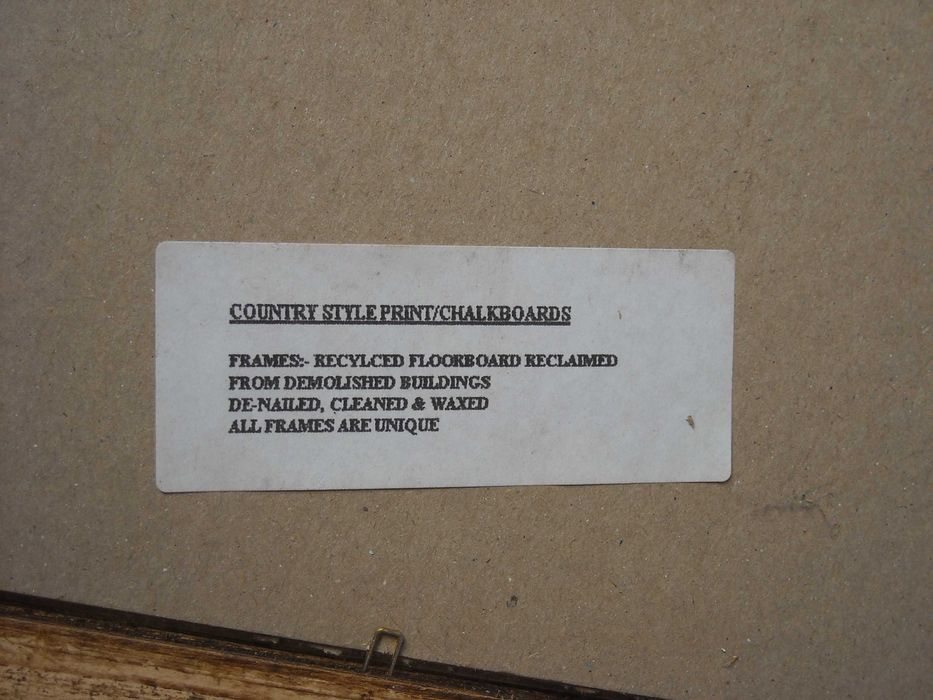 COUNTRY STYLE PRINT/CHALKBOARDS
FRAMES:- RECYLCED FLOORBOARD RECLAIMED
FROM DEMOLISHED BUILDINGS
DE-NAILED, CLEANED & WAXED
ALL FRAMES ARE UNIQUE